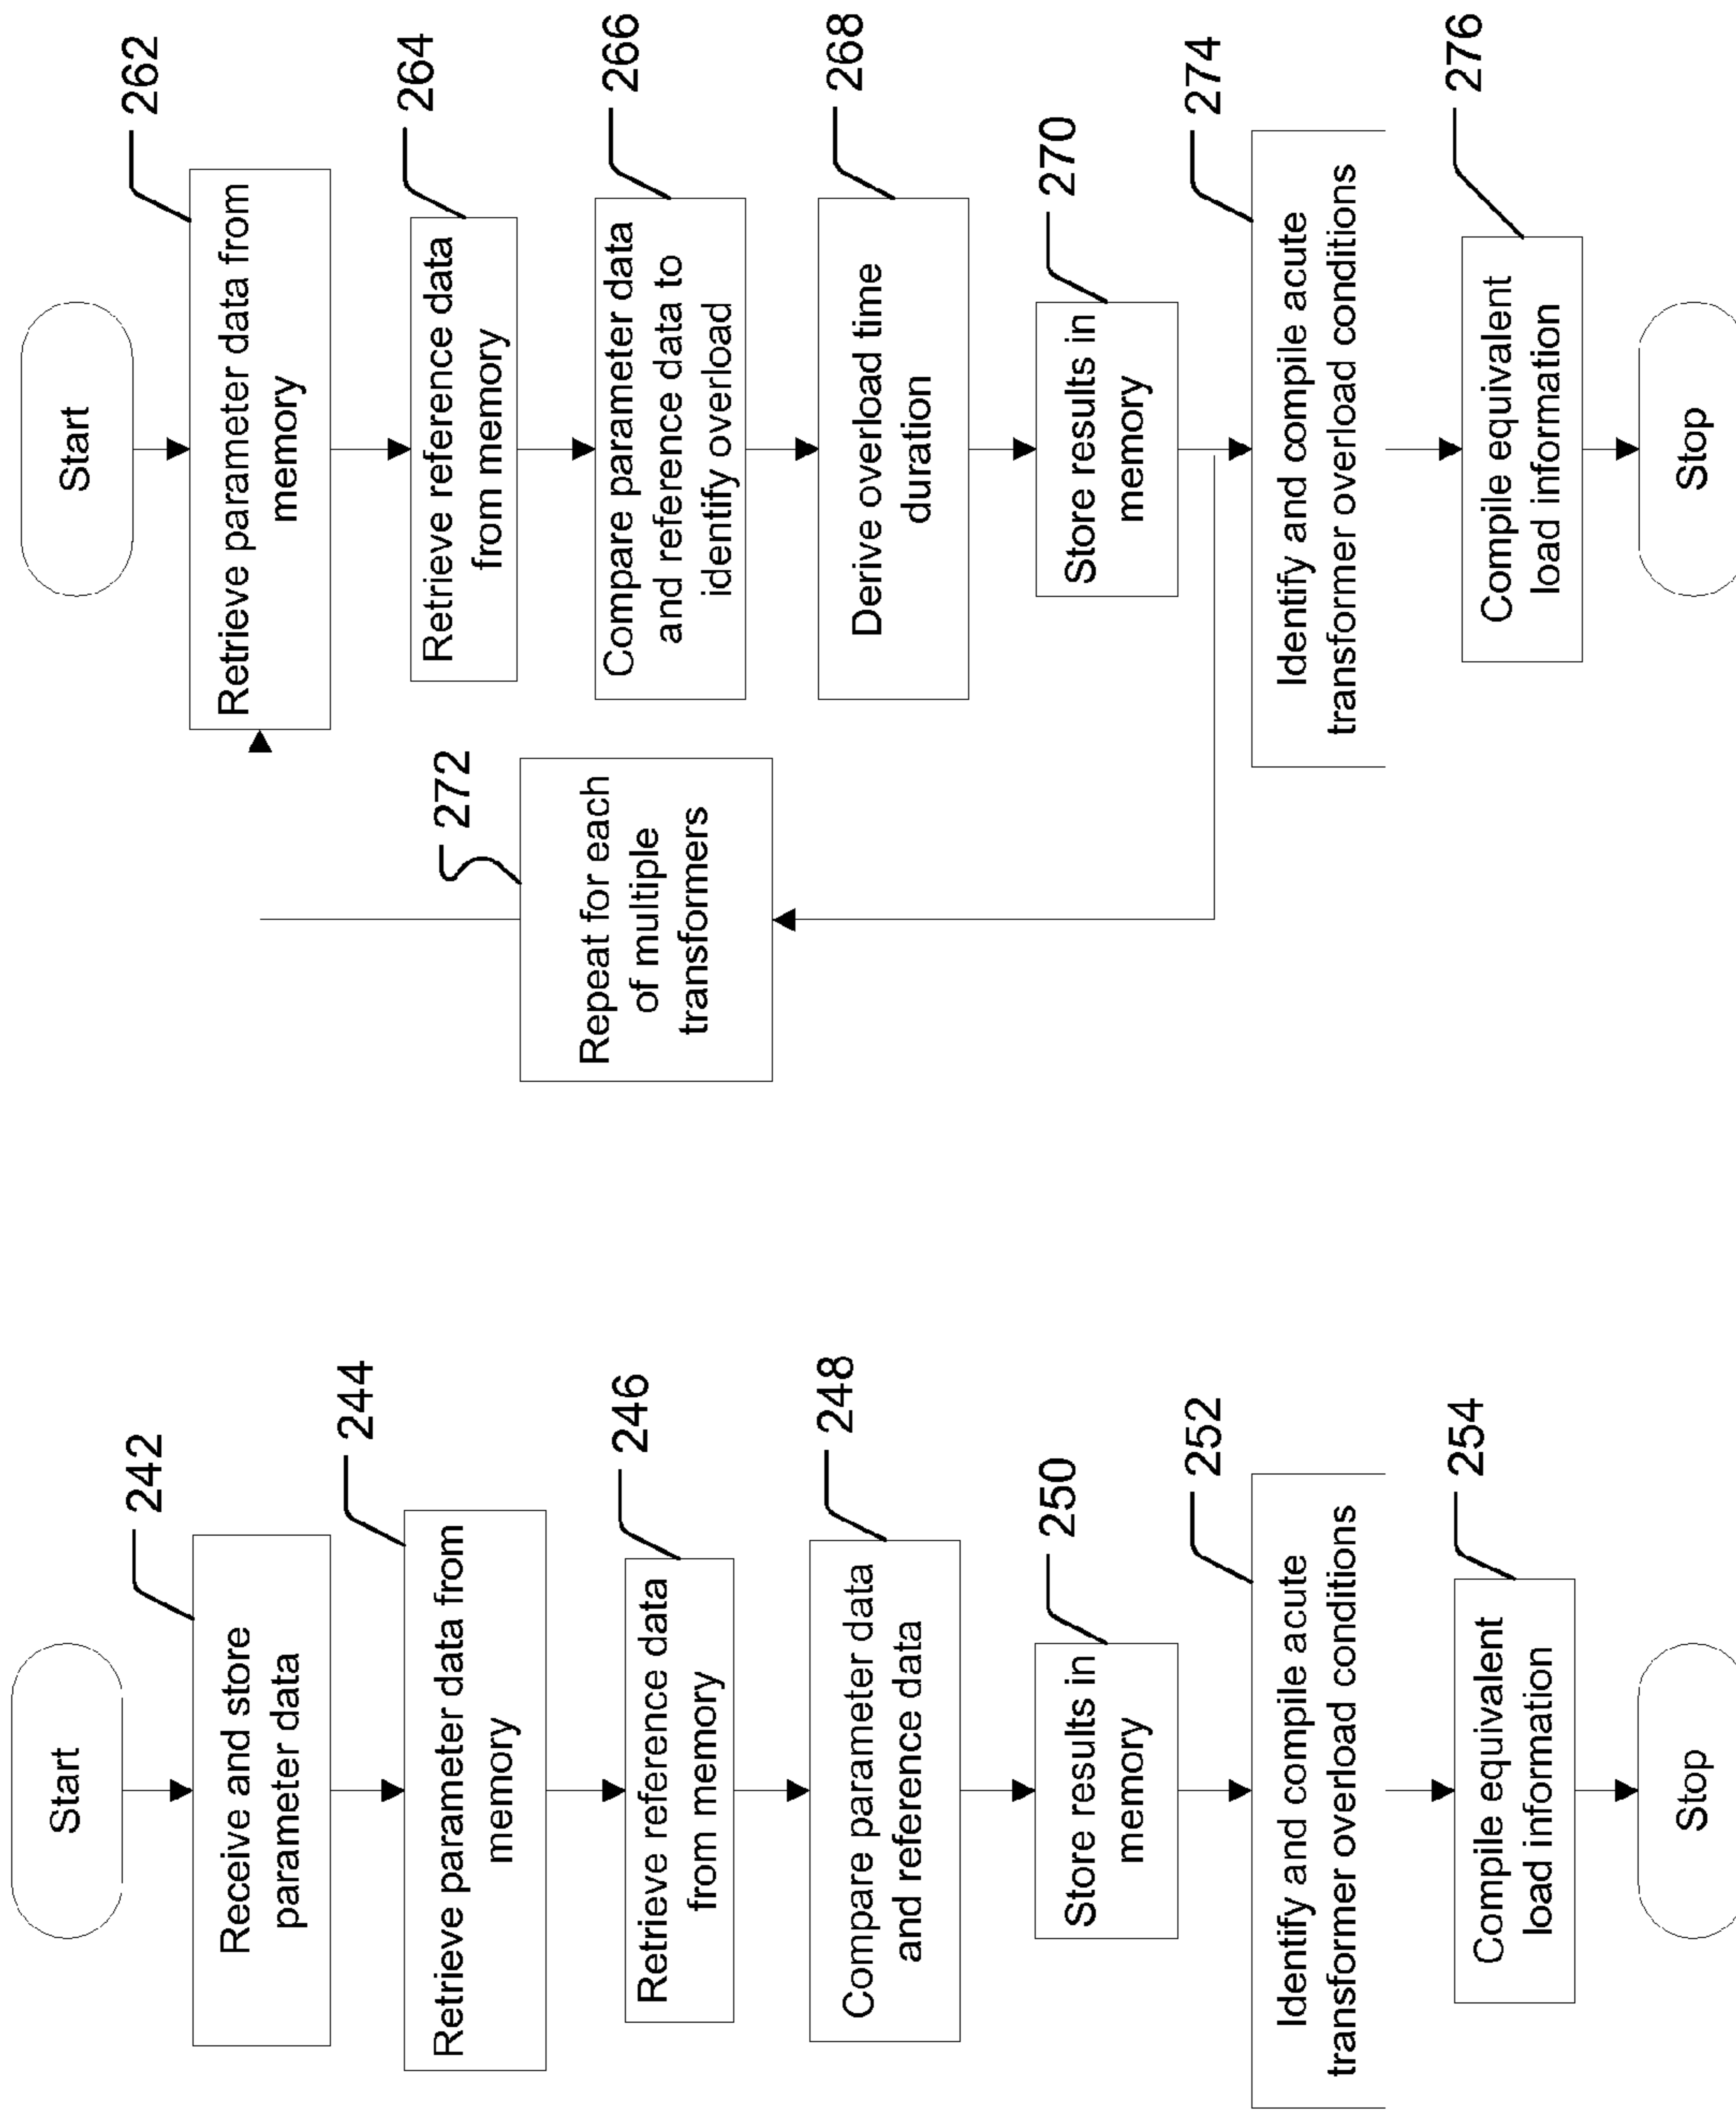 Start
242
Receive and store
parameter data
244
Retrieve parameter data from
memory
246
Retrieve reference data
from memory
248
Compare parameter data
and reference data
250
Store results in
memory
252
Identify and compile acute
transformer overload conditions
254
Compile equivalent
load information
Stop
Start
262
Retrieve parameter data from
memory
264
Retrieve reference data
from memory
266
Compare parameter data
and reference data to
identify overload
268
Derive overload time
duration
270
Store results in
memory
272
Repeat for each
of multiple
transformers
274
Identify and compile acute
transformer overload conditions
276
Compile equivalent
load information
Stop